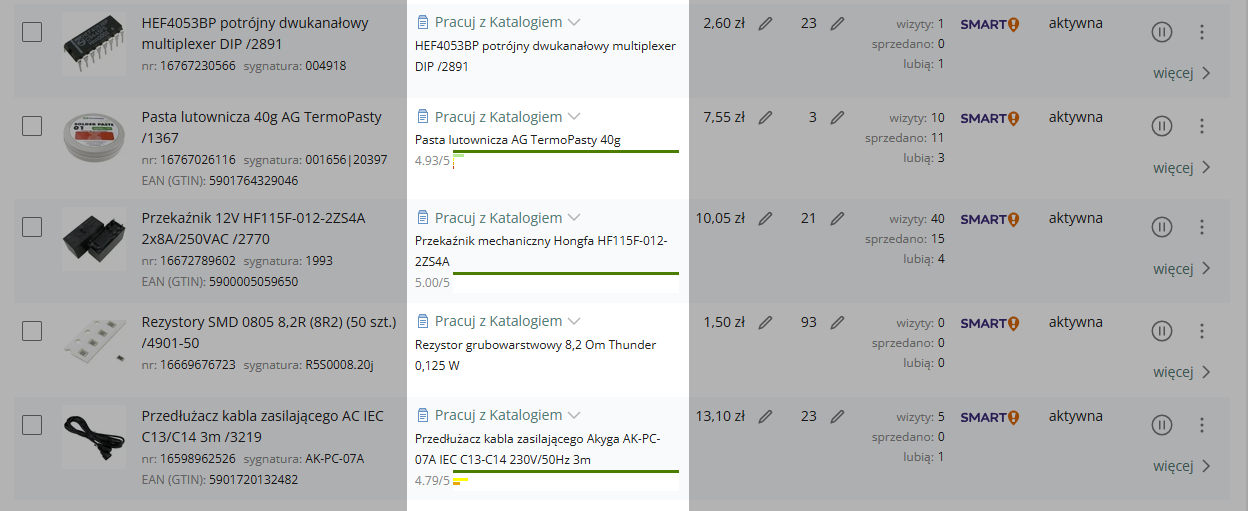 HEF4053BP potrójny dwukanałowy
multiplexer DIP /2891
nr: 16767230566 sygnatura: 004918
Pracuj z Katalogiem
HEF4053BP potrójny dwukanałowy multiplexer
DIP /2891
2,60 zł
23
wizyty: 1
sprzedano: 0
lubią: 1
SMART!
aktywna
więcej
Pasta lutownicza 40g AG TermoPasty
/1367
nr: 16767026116 sygnatura: 001656|20397
EAN (GTIN): 5901764329046
Pracuj z Katalogiem
Pasta lutownicza AG TermoPasty 40g
4.93/5
7,55 zł
3
wizyty: 10
sprzedano: 11
lubią: 3
SMART!
aktywna
więcej
Przekaźnik 12V HF115F-012-2ZS4A
2x8A/250VAC /2770
nr: 16672789602 sygnatura: 1993
EAN (GTIN): 5900005059650
Pracuj z Katalogiem
Przekaźnik mechaniczny Hongfa HF115F-012-
2ZS4A
5.00/5
10,05 zł
21
wizyty: 40
sprzedano: 15
lubią: 4
SMART!
aktywna
więcej
Rezystory SMD 0805 8,2R (8R2) (50 szt.)
/4901-50
nr: 16669676723 sygnatura: R5S0008.20j
Pracuj z Katalogiem
Rezystor grubowarstwowy 8,2 Om Thunder
0,125 W
1,50 zł
93
wizyty: 0
sprzedano: 0
lubią: 0
SMART!
aktywna
więcej
Przedłużacz kabla zasilającego AC IEC
C13/C14 3m /3219
nr: 16598962526 sygnatura: AK-PC-07A
EAN (GTIN): 5901720132482
Pracuj z Katalogiem
Przedłużacz kabla zasilającego Akyga AK-PC-
07A IEC C13-C14 230V/50Hz 3m
4.79/5
13,10 zł
23
wizyty: 5
sprzedano: 0
lubią: 1
SMART!
aktywna
więcej